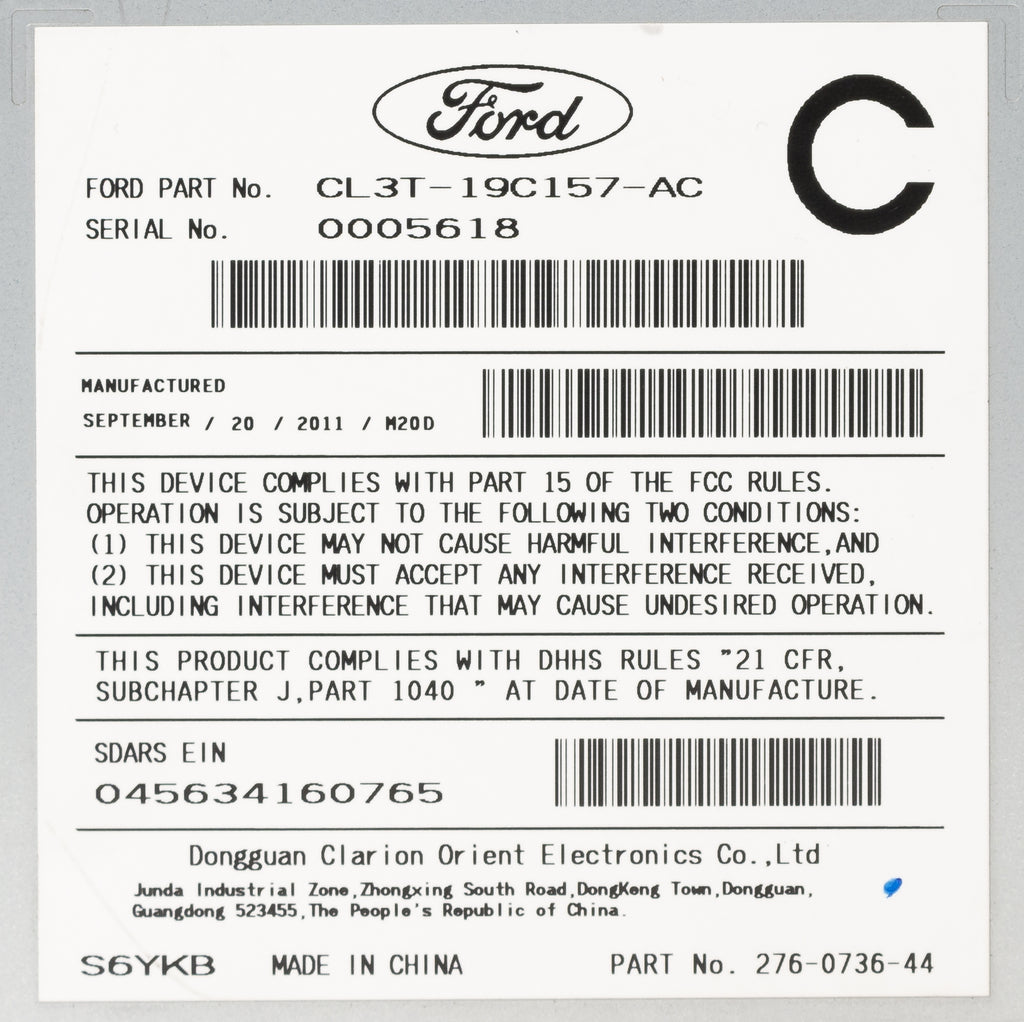 Ford
C
FORD PART No. CL3T-19C157-AC
SERIAL No. 0005618
MANUFACTURED
SEPTEMBER / 20 / 2011 / M20D
THIS DEVICE COMPLIES WITH PART 15 OF THE FCC RULES.
OPERATION IS SUBJECT TO THE FOLLOWING TWO CONDITIONS:
(1) THIS DEVICE MAY NOT CAUSE HARMFUL INTERFERENCE,AND
(2) THIS DEVICE MUST ACCEPT ANY INTERFERENCE RECEIVED,
INCLUDING INTERFERENCE THAT MAY CAUSE UNDESIRED OPERATION.
THIS PRODUCT COMPLIES WITH DHHS RULES "21 CFR,
SUBCHAPTER J,PART 1040 " AT DATE OF MANUFACTURE.
SDARS EIN
045634160765
Dongguan Clarion Orient Electronics Co.,Ltd
Junda Industrial Zone,Zhongxing South Road,DongKeng Town,Dongguan,
Guangdong 523455,The People's Republic of China.
S6YKB MADE IN CHINA PART No. 276-0736-44